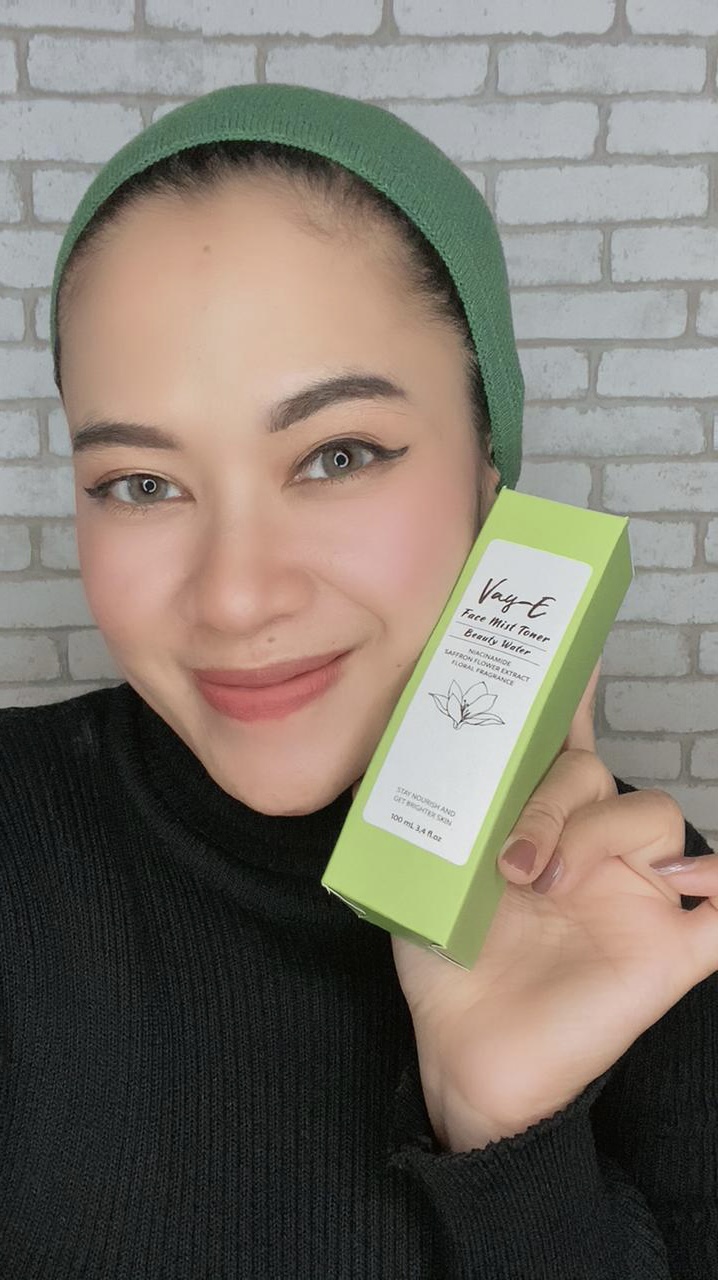 Vay-E
Face Mist Toner
Beauty Water
NIACINAMIDE
SAFFRON FLOWER EXTRACT
FLORAL FRAGRANCE
STAY NOURISH AND
GET BRIGHTER SKIN
100 mL 3,4 fl.oz